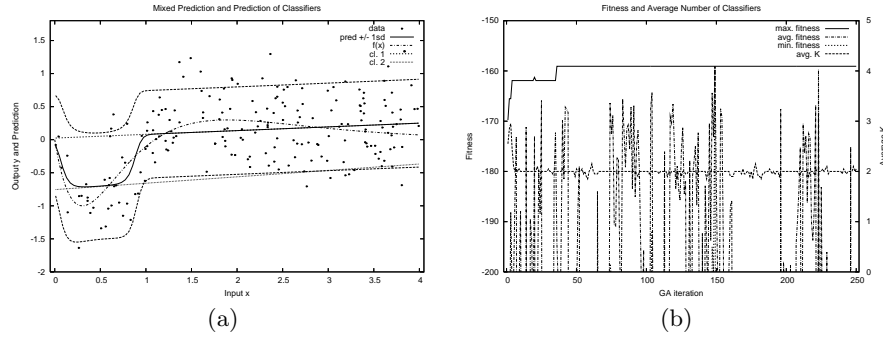 Mixed Prediction and Prediction of Classifiers
data
pred +/- 1sd
f(x)
cl. 1
cl. 2
1.5
1
0.5
0
-0.5
-1
-1.5
-2
Output y and Prediction
0 0.5 1 1.5 2 2.5 3 3.5 4
Input x
(a)
Fitness and Average Number of Classifiers
max. fitness
avg. fitness
min. fitness
avg. K
-150
-160
-170
-180
-190
-200
Fitness
5
4
3
2
1
0
Average K
0 50 100 150 200 250
GA iteration
(b)